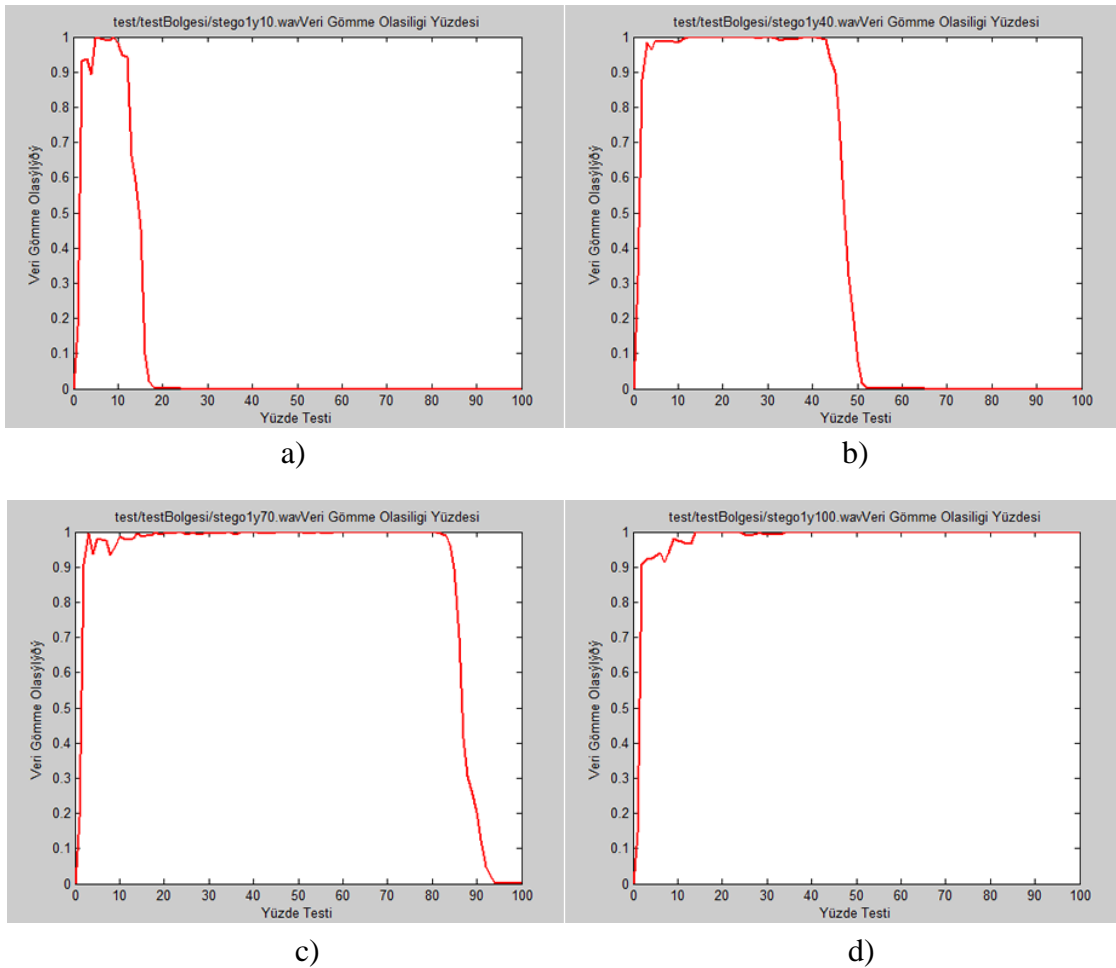 test/testBolgesi/stego1y10.wavVeri Gömme Olasiligi Yüzdesi
1
0.9
0.8
0.7
0.6
0.5
0.4
0.3
0.2
0.1
0
Veri Gömme Olasýlýðý
0 10 20 30 40 50 60 70 80 90 100
Yüzde Testi
a)
test/testBolgesi/stego1y40.wavVeri Gömme Olasiligi Yüzdesi
1
0.9
0.8
0.7
0.6
0.5
0.4
0.3
0.2
0.1
0
Veri Gömme Olasýlýðý
0 10 20 30 40 50 60 70 80 90 100
Yüzde Testi
b)
test/testBolgesi/stego1y70.wavVeri Gömme Olasiligi Yüzdesi
1
0.9
0.8
0.7
0.6
0.5
0.4
0.3
0.2
0.1
0
Veri Gömme Olasýlýðý
0 10 20 30 40 50 60 70 80 90 100
Yüzde Testi
c)
test/testBolgesi/stego1y100.wavVeri Gömme Olasiligi Yüzdesi
1
0.9
0.8
0.7
0.6
0.5
0.4
0.3
0.2
0.1
0
Veri Gömme Olasýlýðý
0 10 20 30 40 50 60 70 80 90 100
Yüzde Testi
d)